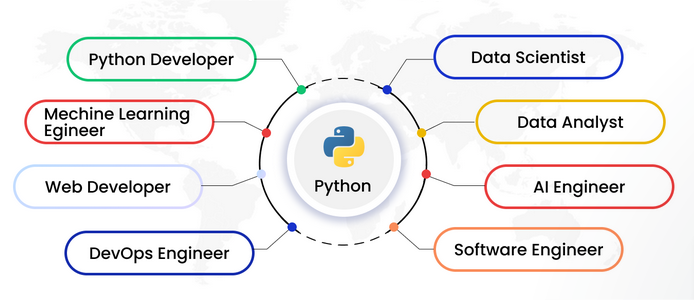 Python Developer
Data Scientist
Mechine Learning
Egineer
Data Analyst
Python
Web Developer
AI Engineer
DevOps Engineer
Software Engineer